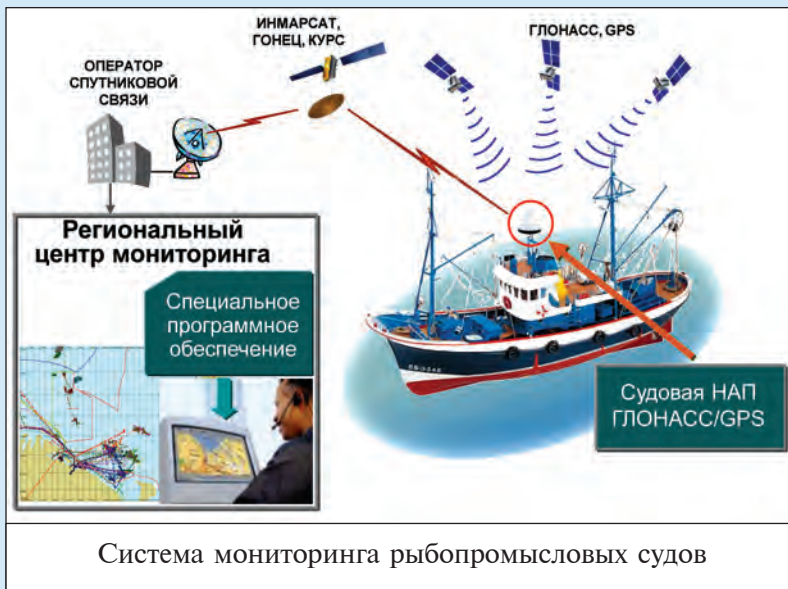 ИНМАРСАТ,
ГОНЕЦ, КУРС
ГЛОНАСС, GPS
ОПЕРАТОР
СПУТНИКОВОЙ
СВЯЗИ
Региональный
центр мониторинга
Специальное
программное
обеспечение
Судовая НАП
ГЛОНАСС/GPS
Система мониторинга рыбопромысловых судов